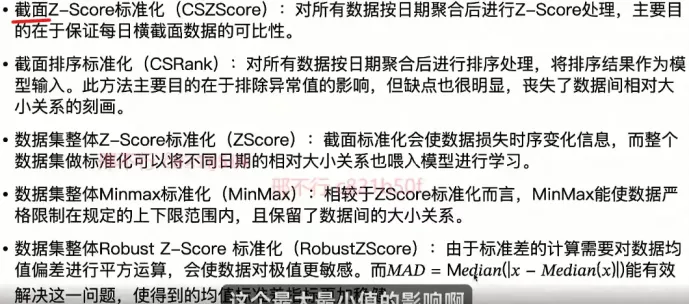 • 截面Z-Score标准化（CSZScore）：对所有数据按日期聚合后进行Z-Score处理，主要目
的在于保证每日横截面数据的可比性。
• 截面排序标准化（CSRank）：对所有数据按日期聚合后进行排序处理，将排序结果作为模
型输入。此方法主要目的在于排除异常值的影响，但缺点也很明显，丧失了数据间相对大
小关系的刻画。
• 数据集整体Z-Score标准化（ZScore）：截面标准化会使数据损失时序变化信息，而整个
数据集做标准化可以将不同日期的相对大小关系也喂入模型进行学习。
• 数据集整体Minmax标准化（MinMax）：相较于ZScore标准化而言，MinMax能使数据严
格限制在规定的上下限范围内，且保留了数据间的大小关系。
• 数据集整体Robust Z-Score 标准化（RobustZScore）：由于标准差的计算需要对数据均
值偏差进行平方运算，会使数据对极值更敏感。而MAD = Median(|x − Median(x)|)能有效
解决这一问题，使得到的均值
这个最大最小值的影响啊